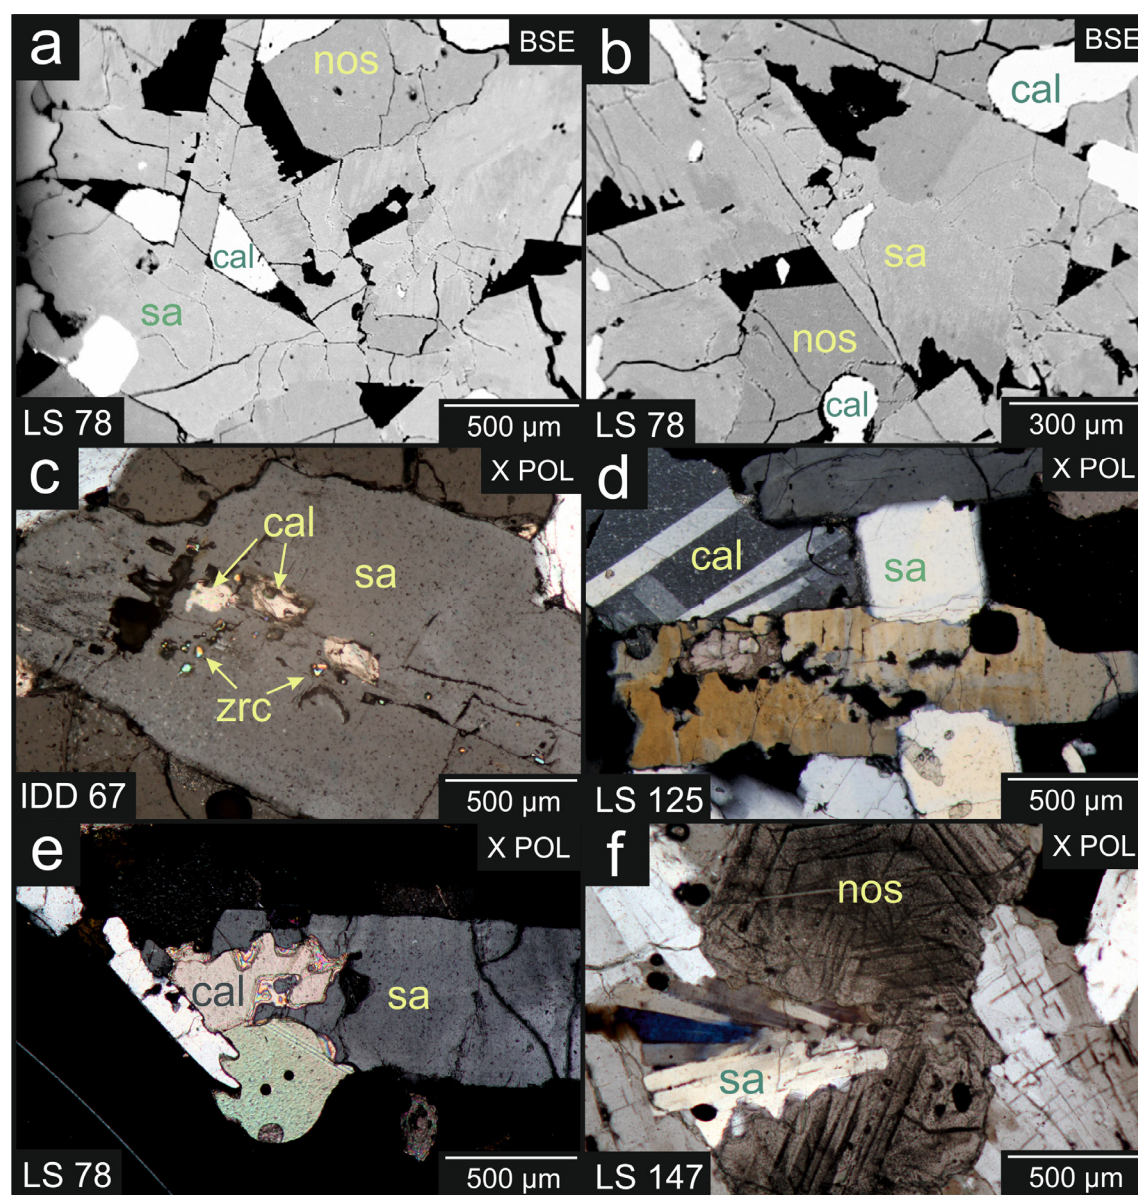 a
BSE
nos
cal
sa
LS 78
500 µm
b
BSE
cal
sa
nos
cal
LS 78
300 µm
c
X POL
cal
sa
zrc
IDD 67
500 µm
d
X POL
cal
sa
LS 125
500 µm
e
X POL
cal
sa
LS 78
500 µm
f
X POL
nos
sa
LS 147
500 µm